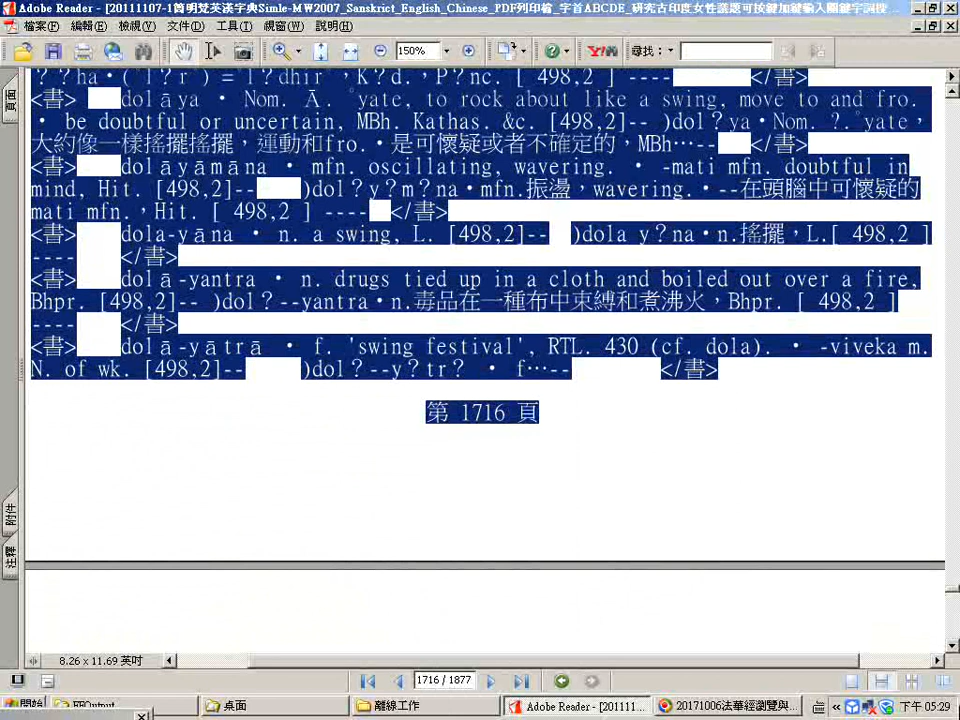 Adobe Reader - [20111107-1簡明梵英漢字典Simle-MW2007_Sanskrict_English_Chinese_PDF列印檔_字首ABCDE_研究古印度女性議題可按鍵加鍵輸入關鍵字詞搜
檔案(F) 編輯(E) 檢視(V) 文件(D) 工具(T) 視窗(W) 說明(H)
150% 尋找:
頁面
? ?ha‧( l?r ) = l?dhir ,K?d.,P?nc. [ 498,2 ] ---- </書>
<書> dolāya ‧ Nom. Ā. °yate, to rock about like a swing, move to and fro.
‧ be doubtful or uncertain, MBh. Kathas. &c. [498,2]-- )dol?ya‧Nom. ?.°yate,
大約像一樣搖擺搖擺,運動和fro.‧是可懷疑或者不確定的,MBh…-- </書>
<書> dolāyamāna ‧ mfn. oscillating, wavering. ‧ -mati mfn. doubtful in
mind, Hit. [498,2]-- )dol?y?m?na‧mfn.振盪,wavering.‧--在頭腦中可懷疑的
mati mfn.,Hit. [ 498,2 ] ---- </書>
<書> dola-yāna ‧ n. a swing, L. [498,2]-- )dola y?na‧n.搖擺,L.[ 498,2 ]
---- </書>
<書> dolā-yantra ‧ n. drugs tied up in a cloth and boiled out over a fire,
Bhpr. [498,2]-- )dol?--yantra‧n.毒品在一種布中束縛和煮沸火,Bhpr. [ 498,2 ]
---- </書>
<書> dolā-yātrā ‧ f. 'swing festival', RTL. 430 (cf. dola). ‧ -viveka m.
N. of wk. [498,2]-- )dol?--y?tr? ‧ f…-- </書>
第 1716 頁
附件
注釋
8.26 x 11.69 英吋
1716 / 1877
開始 FFOutput 桌面 離線工作 Adobe Reader - [201111... 20171006法華經瀏覽與... 下午 05:29